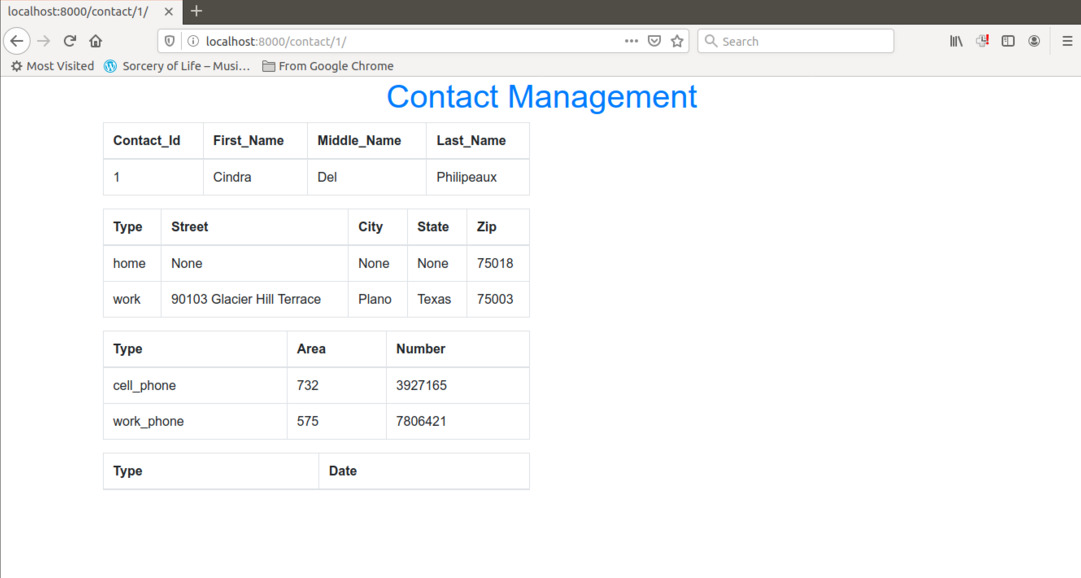 localhost:8000/contact/1/
localhost:8000/contact/1/ Search
Most Visited Sorcery of Life – Musi… From Google Chrome
Contact Management
Contact_Id First_Name Middle_Name Last_Name
1 Cindra Del Philipeaux
Type Street City State Zip
home None None None 75018
work 90103 Glacier Hill Terrace Plano Texas 75003
Type Area Number
cell_phone 732 3927165
work_phone 575 7806421
Type Date